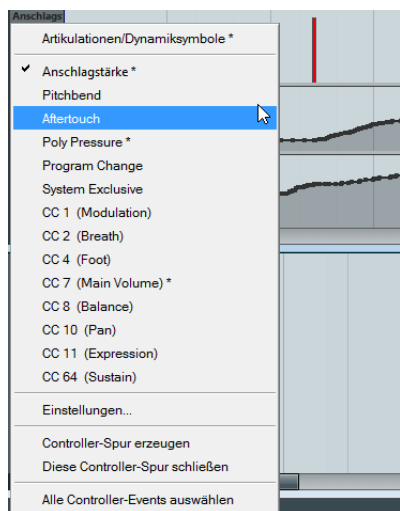 Anschlags
Artikulationen/Dynamiksymbole *
Anschlagstärke *
Pitchbend
Aftertouch
Poly Pressure *
Program Change
System Exclusive
CC 1 (Modulation)
CC 2 (Breath)
CC 4 (Foot)
CC 7 (Main Volume) *
CC 8 (Balance)
CC 10 (Pan)
CC 11 (Expression)
CC 64 (Sustain)
Einstellungen...
Controller-Spur erzeugen
Diese Controller-Spur schließen
Alle Controller-Events auswählen